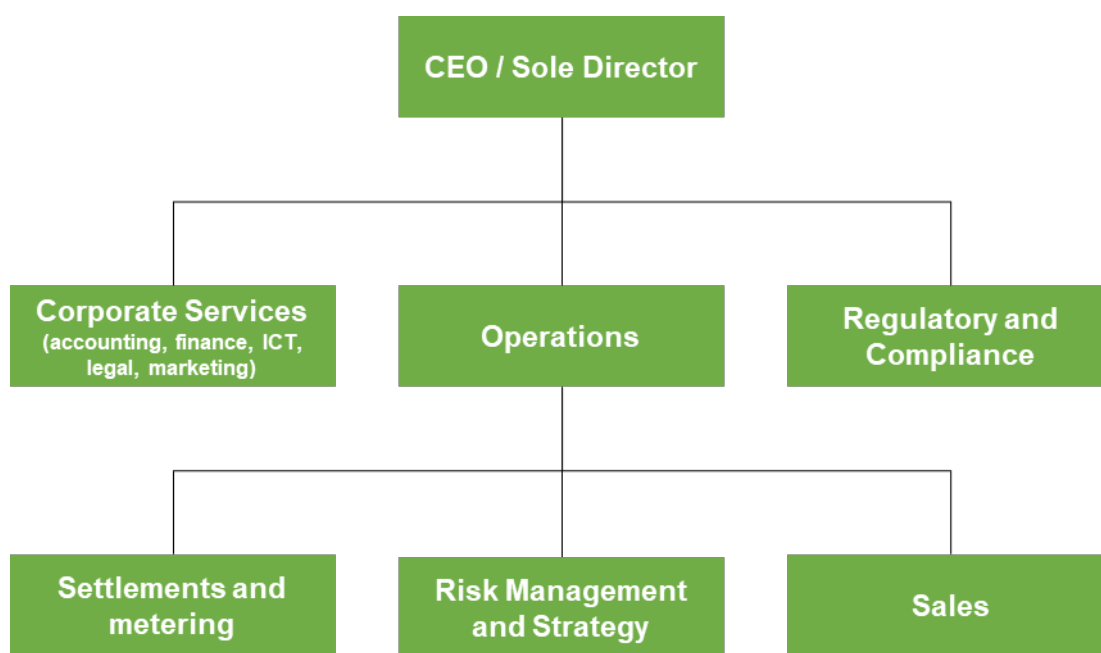 CEO / Sole Director
Corporate Services
(accounting, finance, ICT,
legal, marketing)
Operations
Regulatory and
Compliance
Settlements and
metering
Risk Management
and Strategy
Sales